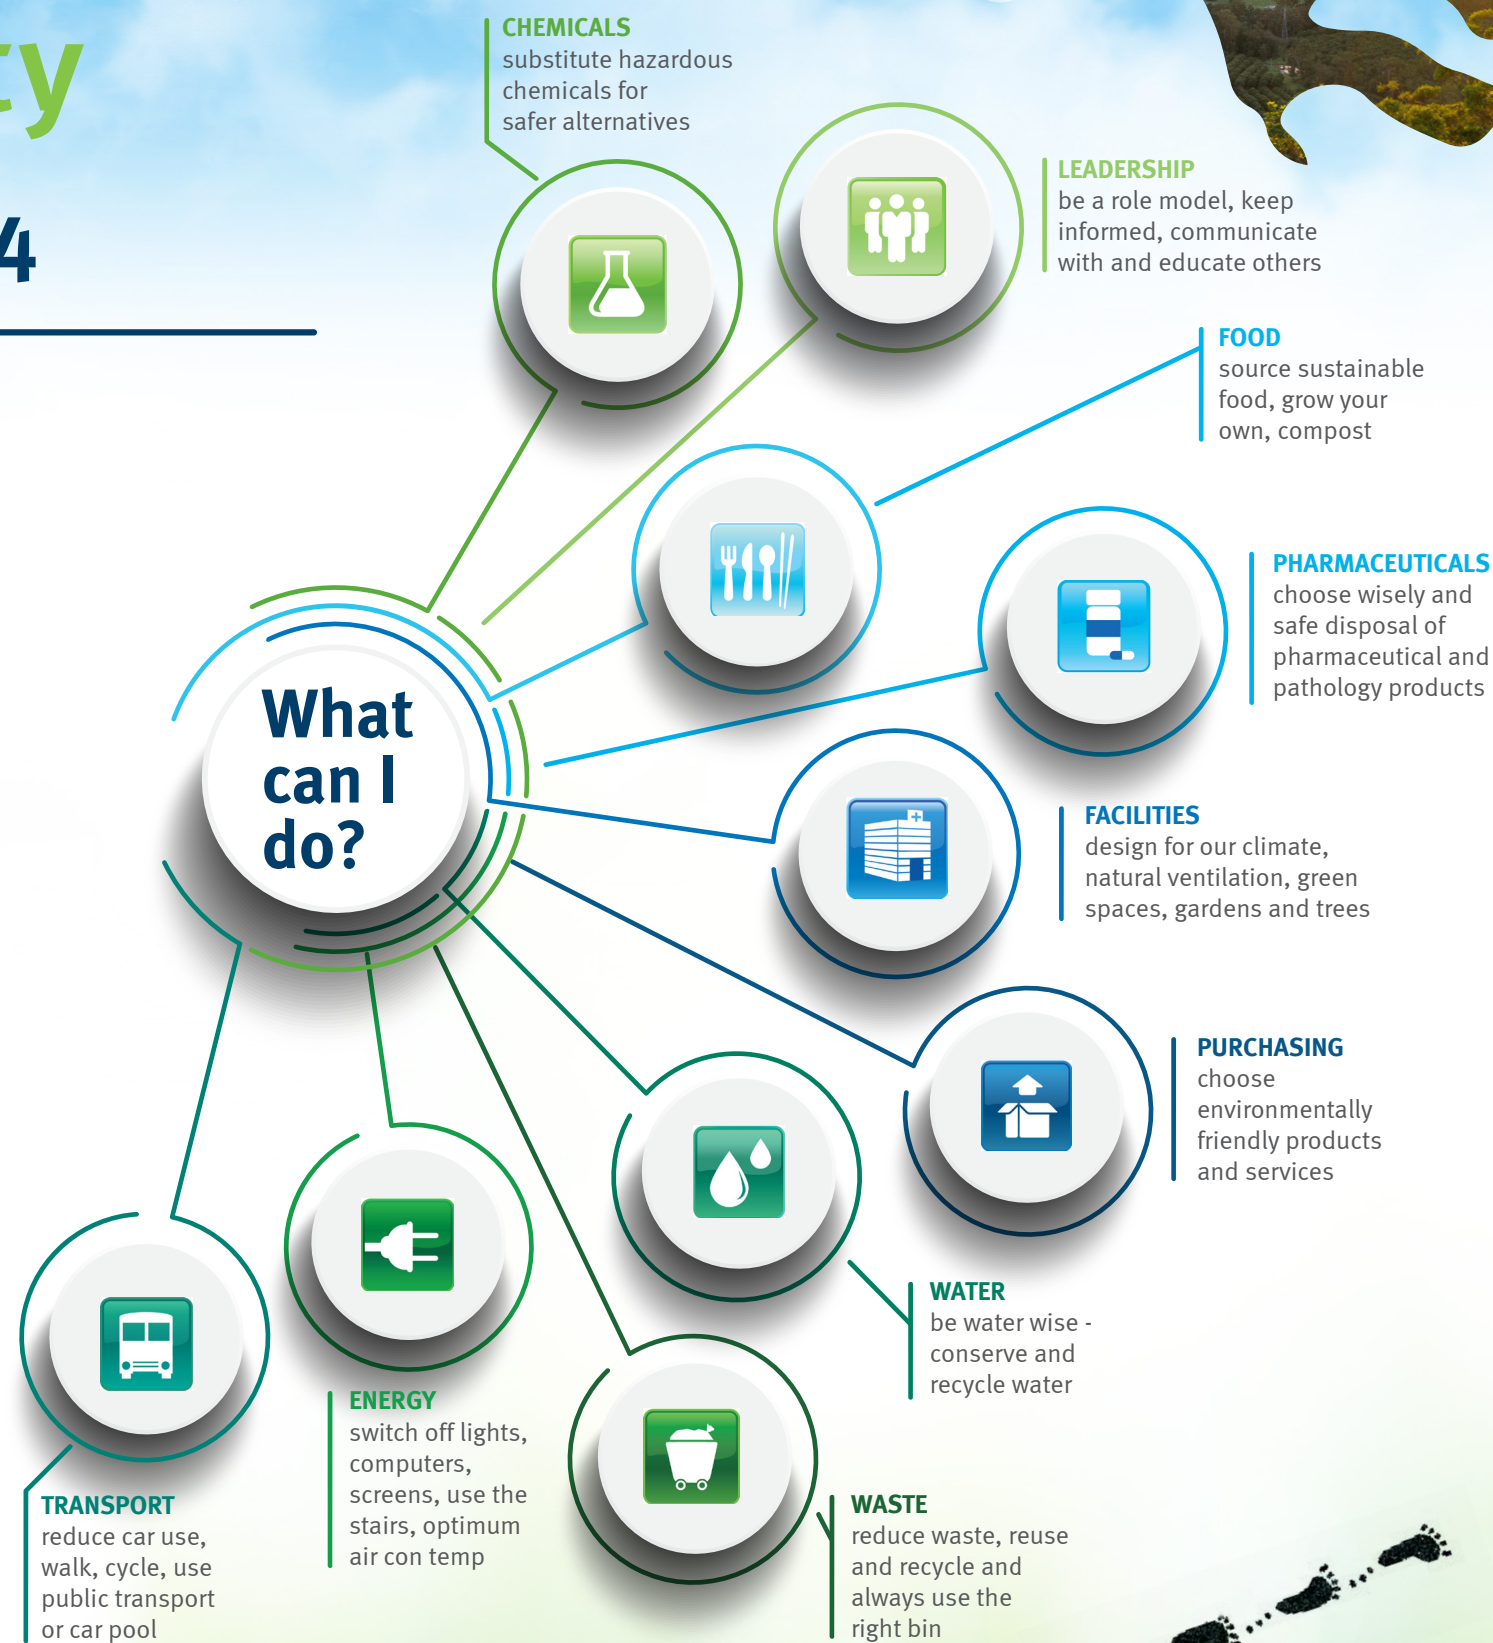 ty
4
CHEMICALS
substitute hazardous
chemicals for
safer alternatives
LEADERSHIP
be a role model, keep
informed, communicate
with and educate others
FOOD
source sustainable
food, grow your
own, compost
PHARMACEUTICALS
choose wisely and
safe disposal of
pharmaceutical and
pathology products
What
can I
do?
FACILITIES
design for our climate,
natural ventilation, green
spaces, gardens and trees
PURCHASING
choose
environmentally
friendly products
and services
WATER
be water wise -
conserve and
recycle water
ENERGY
switch off lights,
computers,
screens, use the
stairs, optimum
air con temp
TRANSPORT
reduce car use,
walk, cycle, use
public transport
or car pool
WASTE
reduce waste, reuse
and recycle and
always use the
right bin